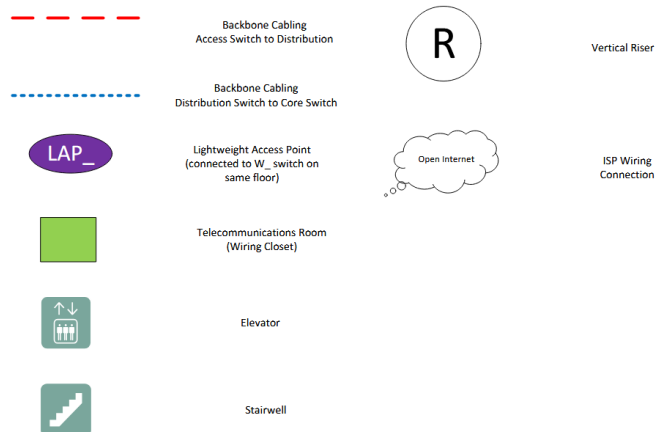 Backbone Cabling
Access Switch to Distribution
R
Vertical Riser
Backbone Cabling
Distribution Switch to Core Switch
LAP_
Lightweight Access Point
(connected to W_ switch on
same floor)
Open Internet
ISP Wiring
Connection
Telecommunications Room
(Wiring Closet)
Elevator
Stairwell